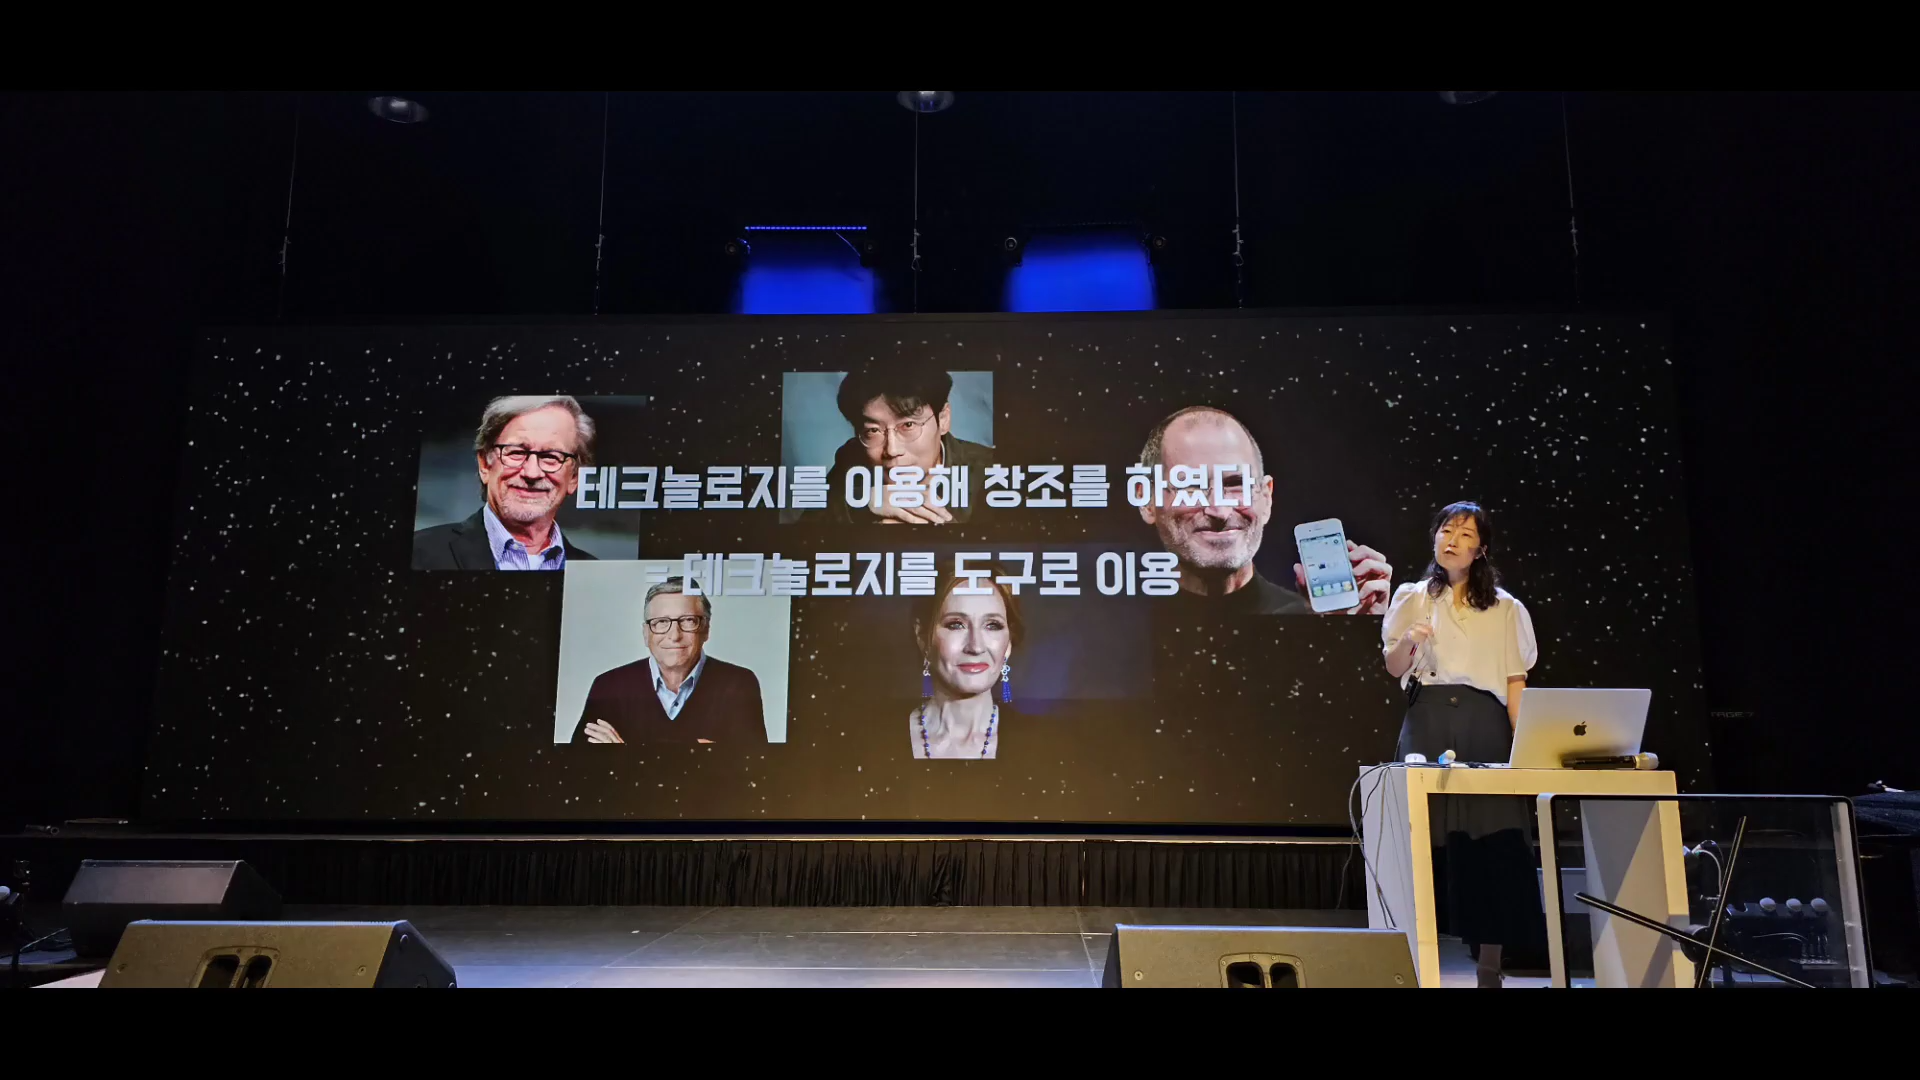 테크놀로지를 이용해 창조를 하였다
= 테크놀로지를 도구로 이용